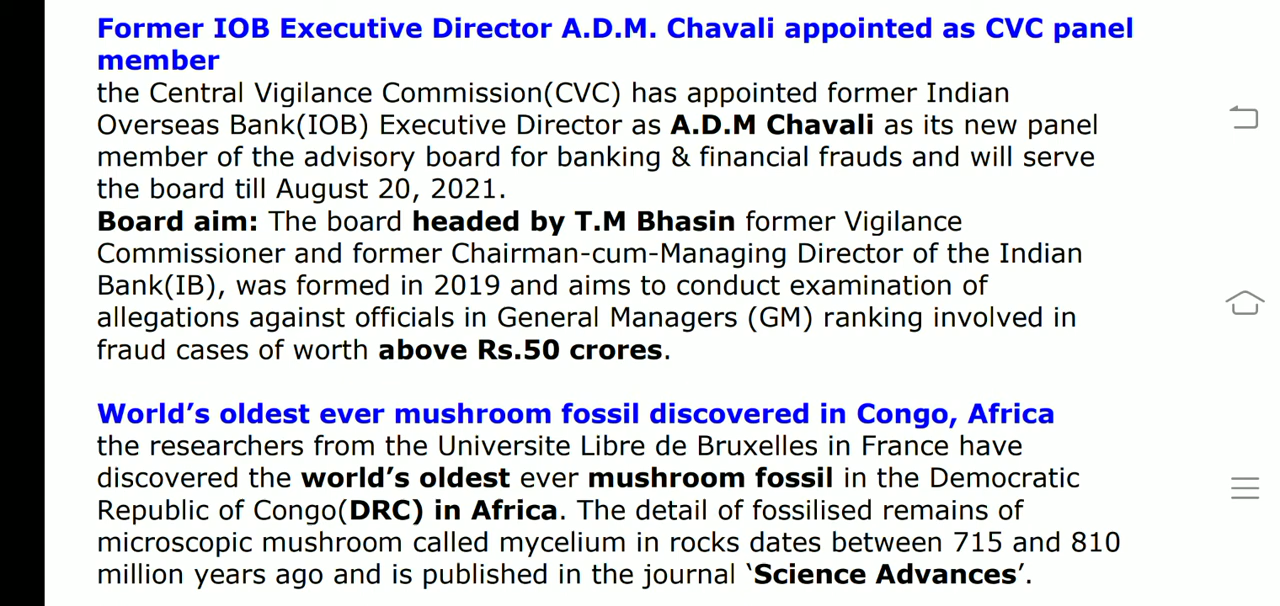 Former IOB Executive Director A.D.M. Chavali appointed as CVC panel
member
the Central Vigilance Commission(CVC) has appointed former Indian
Overseas Bank(IOB) Executive Director as A.D.M Chavali as its new panel
member of the advisory board for banking & financial frauds and will serve
the board till August 20, 2021.
Board aim: The board headed by T.M Bhasin former Vigilance
Commissioner and former Chairman-cum-Managing Director of the Indian
Bank(IB), was formed in 2019 and aims to conduct examination of
allegations against officials in General Managers (GM) ranking involved in
fraud cases of worth above Rs.50 crores.
World’s oldest ever mushroom fossil discovered in Congo, Africa
the researchers from the Universite Libre de Bruxelles in France have
discovered the world’s oldest ever mushroom fossil in the Democratic
Republic of Congo(DRC) in Africa. The detail of fossilised remains of
microscopic mushroom called mycelium in rocks dates between 715 and 810
million years ago and is published in the journal ‘Science Advances’.